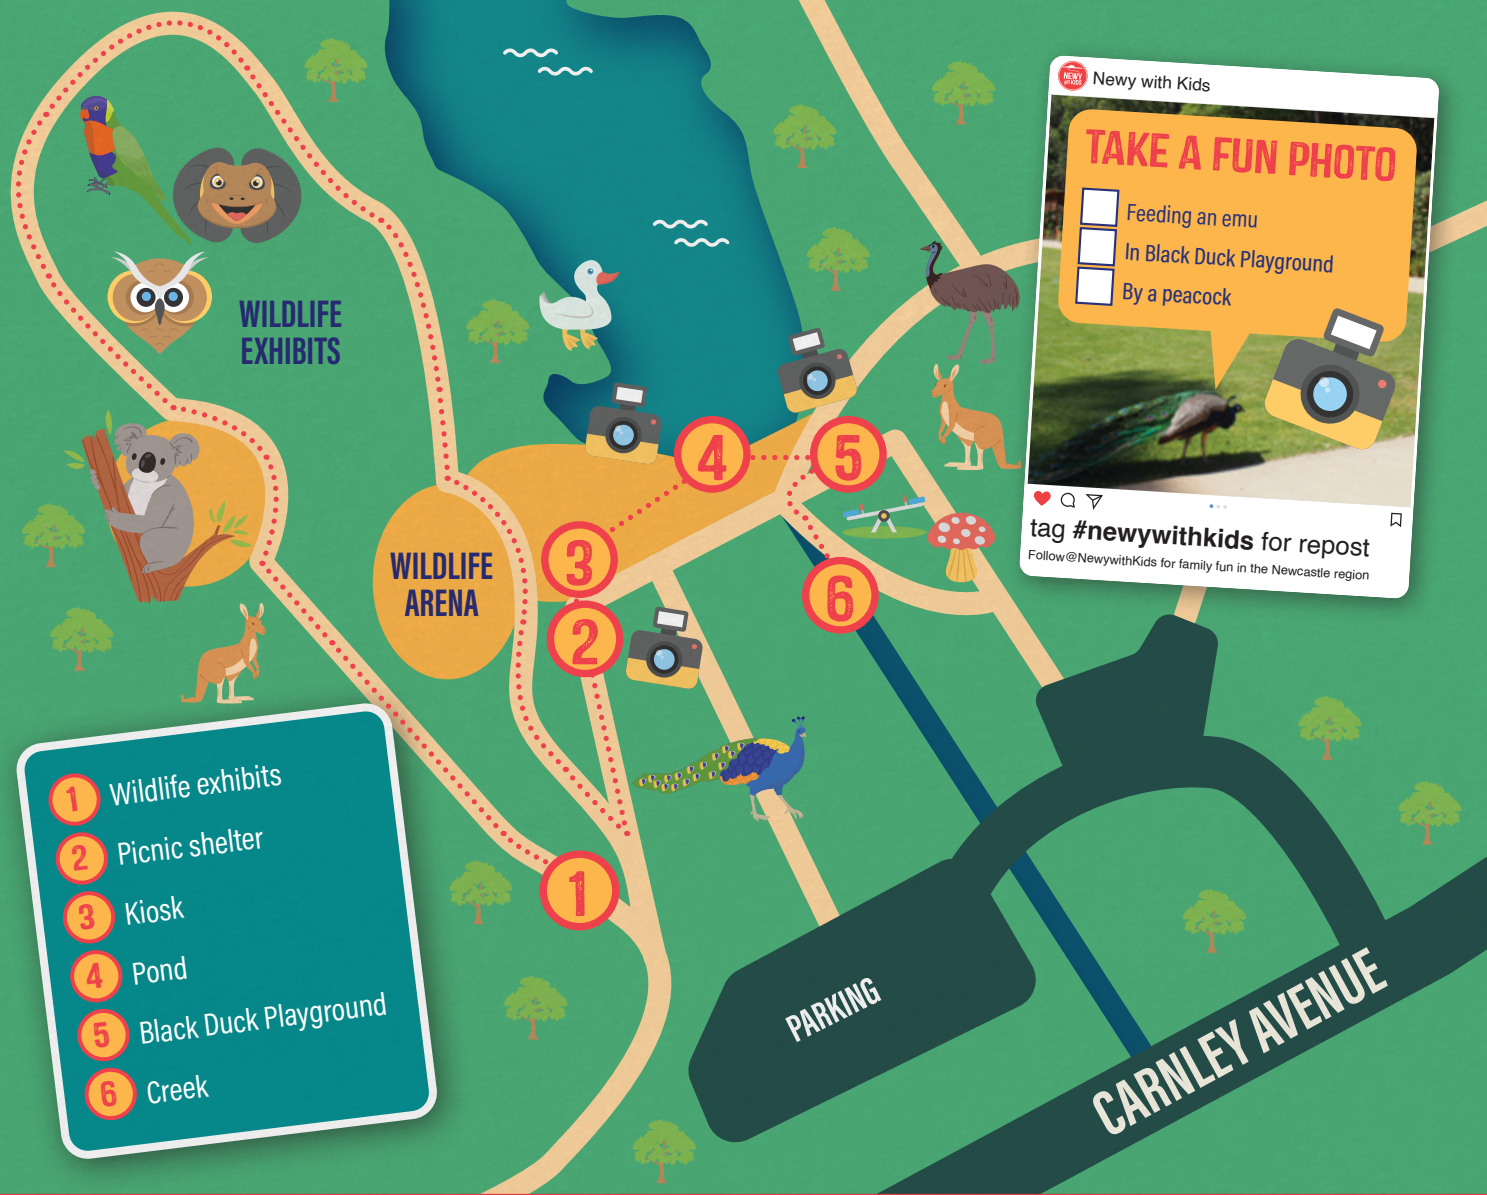 NEWY
with KIDS
Newy with Kids
TAKE A FUN PHOTO
Feeding an emu
In Black Duck Playground
By a peacock
tag #newywithkids for repost
Follow@NewywithKids for family fun in the Newcastle region
WILDLIFE
EXHIBITS
WILDLIFE
ARENA
4
5
3
2
6
1
1 Wildlife exhibits
2 Picnic shelter
3 Kiosk
4 Pond
5 Black Duck Playground
6 Creek
PARKING
CARNLEY AVENUE